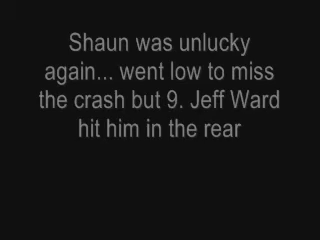 Shaun was unlucky
again... went low to miss
the crash but 9. Jeff Ward
hit him in the rear